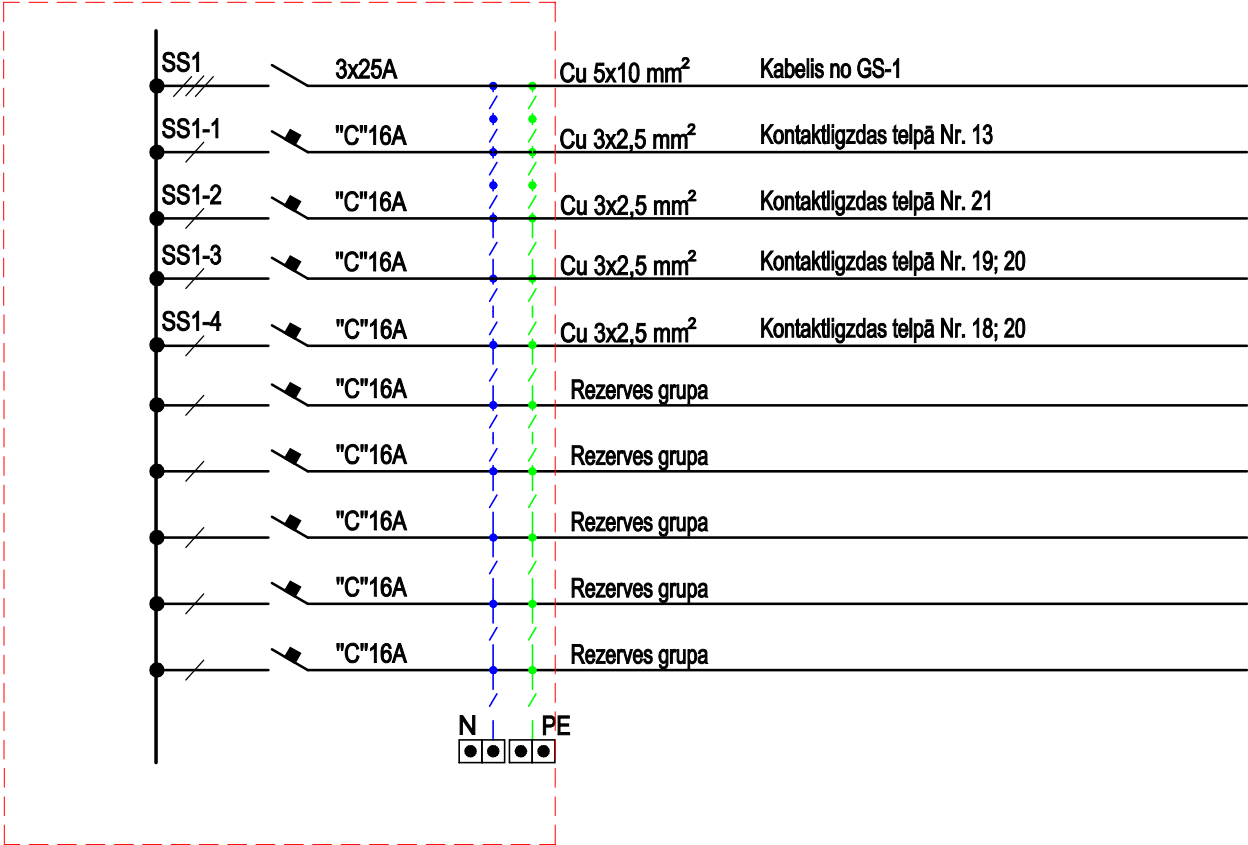 SS1 3x25A Cu 5x10 mm² Kabelis no GS-1
SS1-1 "C"16A Cu 3x2,5 mm² Kontaktligzdas telpā Nr. 13
SS1-2 "C"16A Cu 3x2,5 mm² Kontaktligzdas telpā Nr. 21
SS1-3 "C"16A Cu 3x2,5 mm² Kontaktligzdas telpā Nr. 19; 20
SS1-4 "C"16A Cu 3x2,5 mm² Kontaktligzdas telpā Nr. 18; 20
"C"16A Rezerves grupa
"C"16A Rezerves grupa
"C"16A Rezerves grupa
"C"16A Rezerves grupa
"C"16A Rezerves grupa
N PE